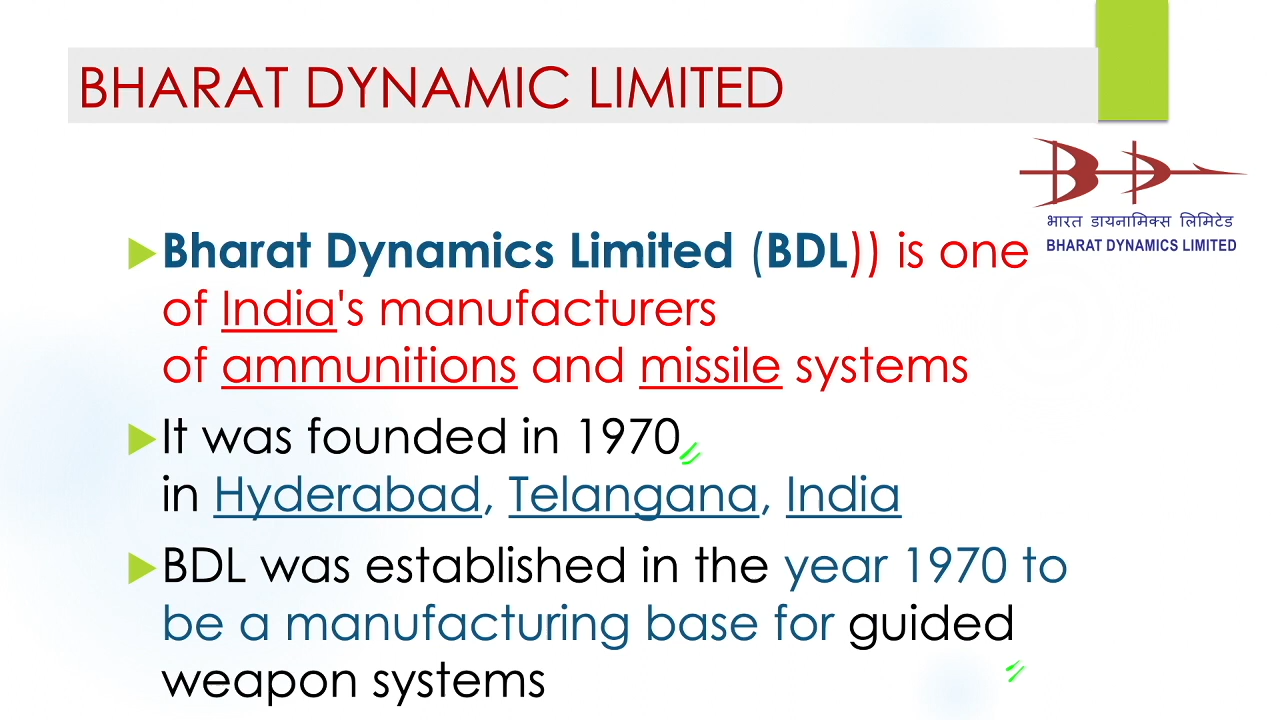 BHARAT DYNAMIC LIMITED
भारत डायनामिक्स लिमिटेड
BHARAT DYNAMICS LIMITED
Bharat Dynamics Limited (BDL)) is one
of India's manufacturers
of ammunitions and missile systems
It was founded in 1970
in Hyderabad, Telangana, India
BDL was established in the year 1970 to
be a manufacturing base for guided
weapon systems